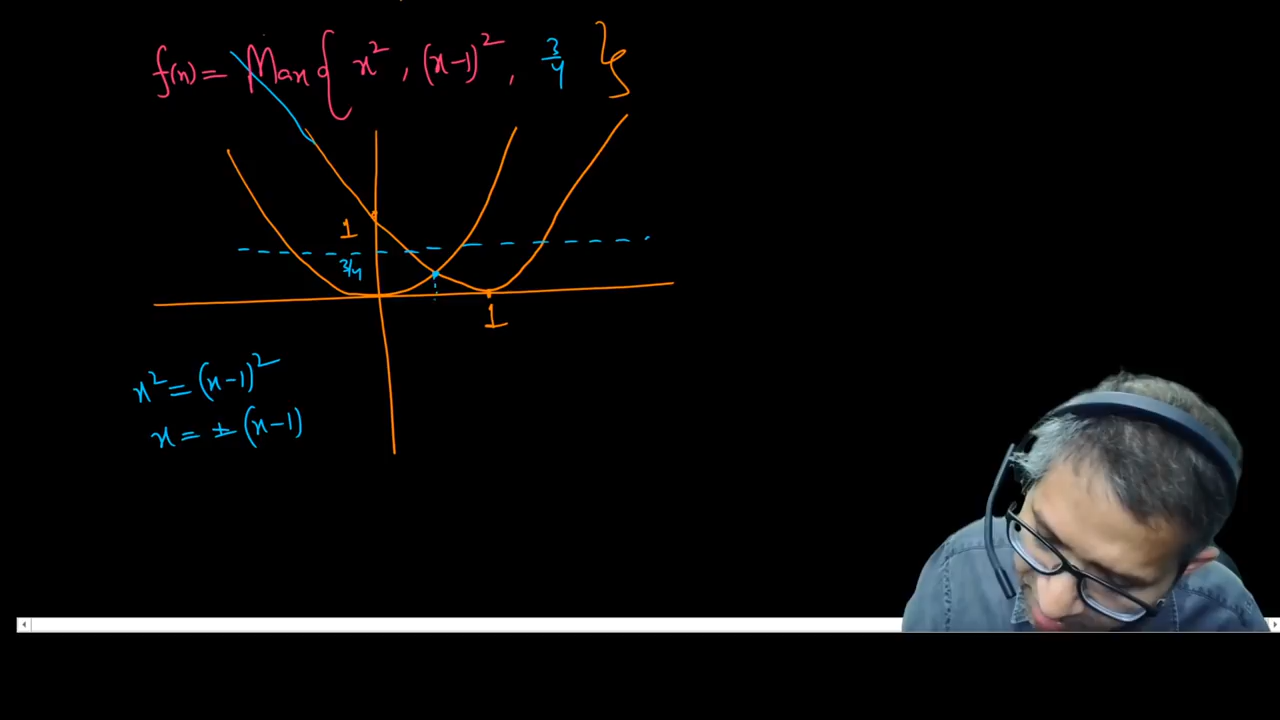 f(x) = Max { x², (x-1)², 3/4 }
1
3/4
1
x² = (x-1)²
x = ± (x-1)